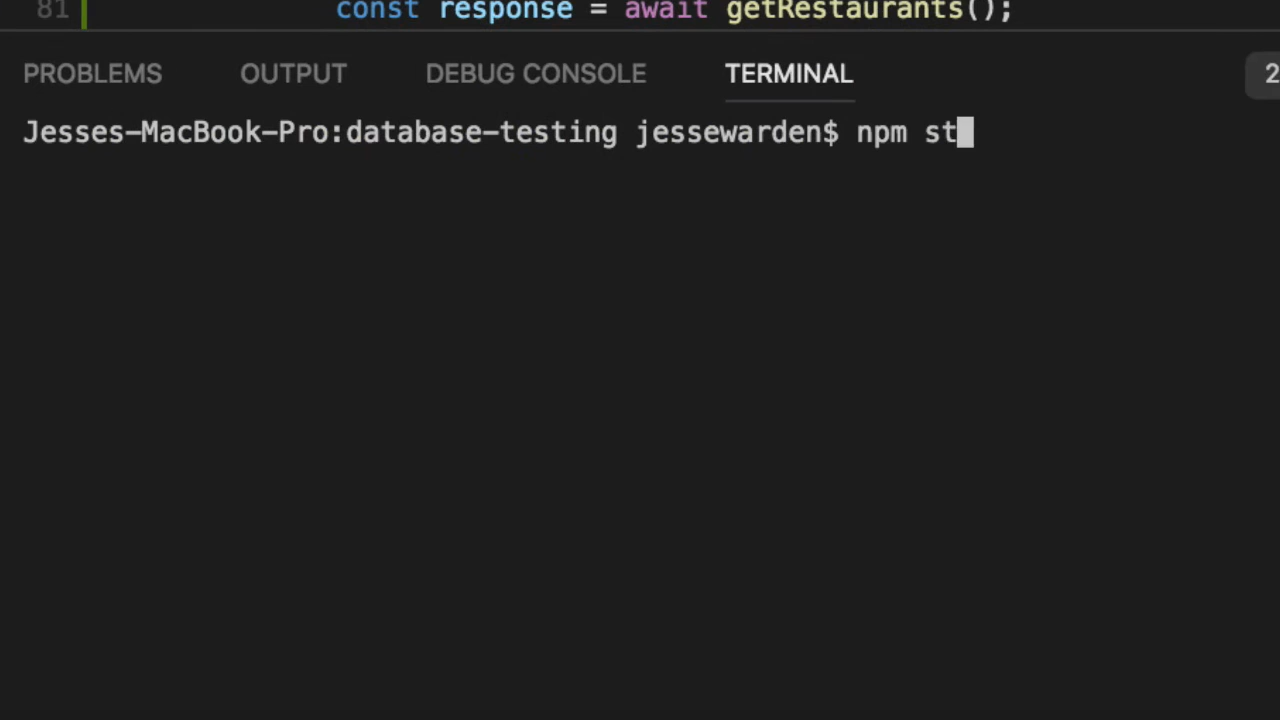 81 const response = await getRestaurants();
PROBLEMS OUTPUT DEBUG CONSOLE TERMINAL 2
Jesses-MacBook-Pro:database-testing jessewarden$ npm st